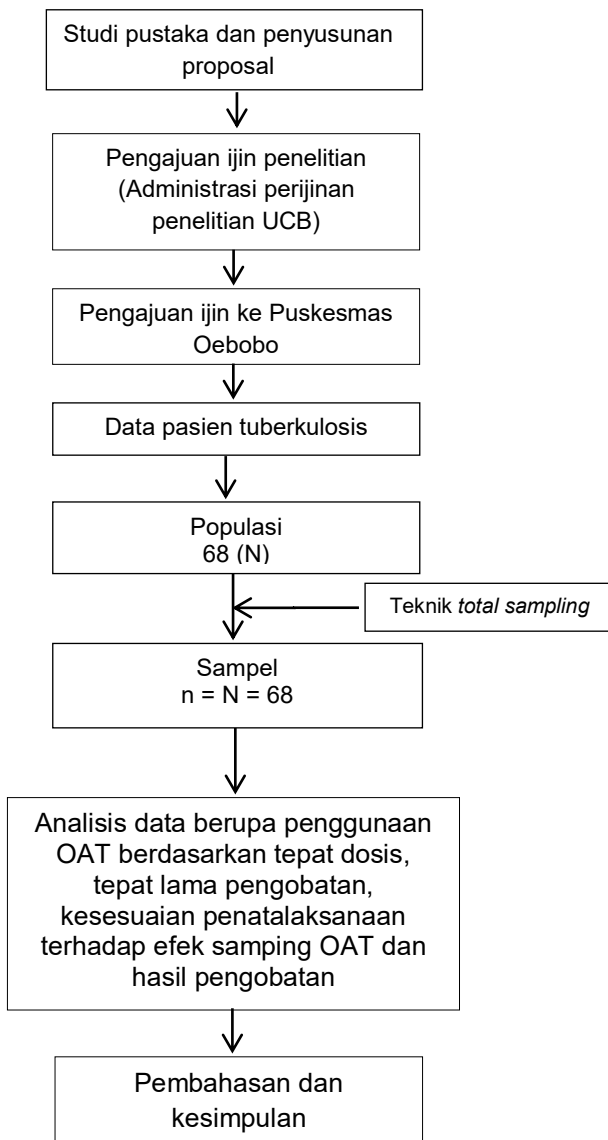 Studi pustaka dan penyusunan
proposal
Pengajuan ijin penelitian
(Administrasi perijinan
penelitian UCB)
Pengajuan ijin ke Puskesmas
Oebobo
Data pasien tuberkulosis
Populasi
68 (N)
Teknik total sampling
Sampel
n = N = 68
Analisis data berupa penggunaan
OAT berdasarkan tepat dosis,
tepat lama pengobatan,
kesesuaian penatalaksanaan
terhadap efek samping OAT dan
hasil pengobatan
Pembahasan dan
kesimpulan